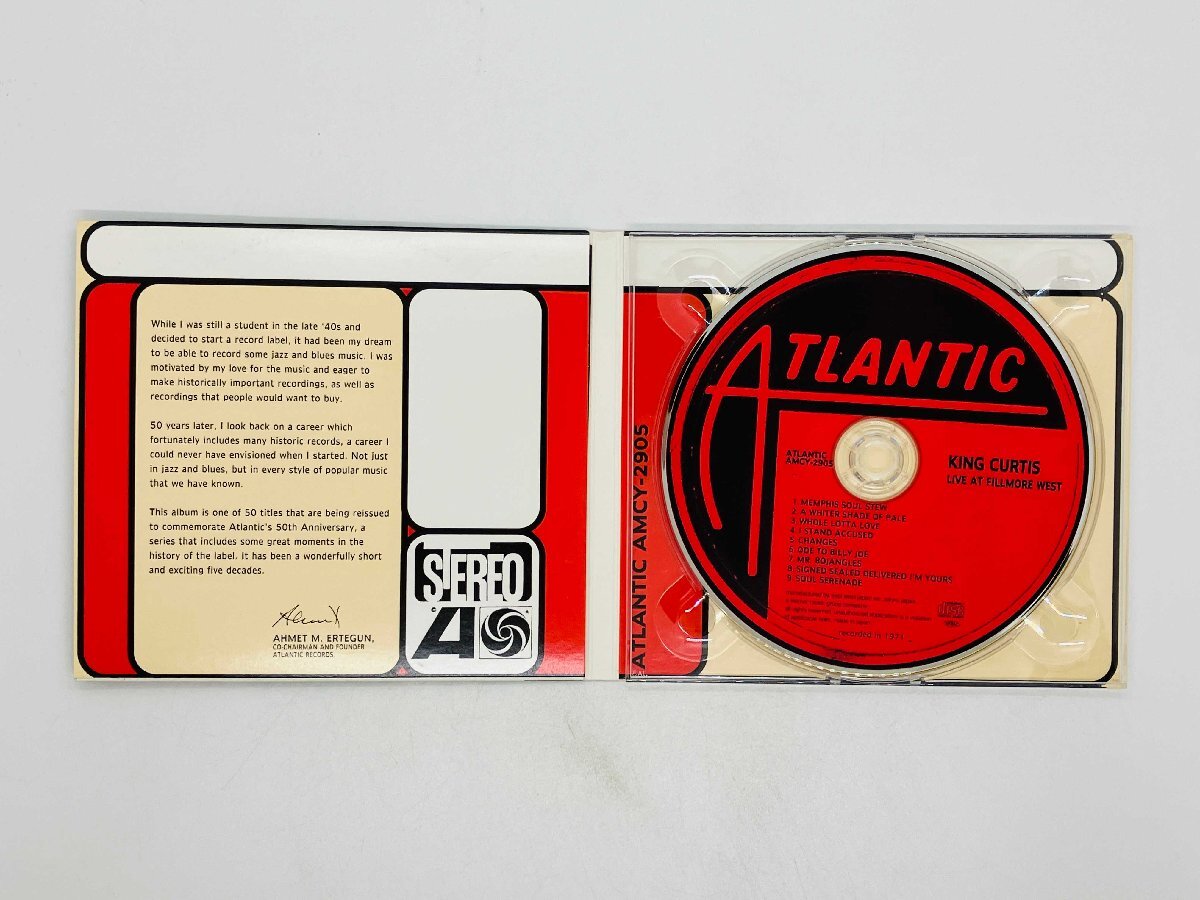 While I was still a student in the late '40s and
decided to start a record label, it had been my dream
to be able to record some jazz and blues music. I was
motivated by my love for the music and eager to
make historically important recordings, as well as
recordings that people would want to buy.
50 years later, I look back on a career which
fortunately includes many historic records, a career I
could never have envisioned when I started. Not just
in jazz and blues, but in every style of popular music
that we have known.
This album is one of 50 titles that are being reissued
to commemorate Atlantic's 50th Anniversary, a
series that includes some great moments in the
history of the label. It has been a wonderfully short
and exciting five decades.
AHMET M. ERTEGUN,
CO-CHAIRMAN AND FOUNDER
ATLANTIC RECORDS
STEREO
A
ATLANTIC AMCY-2905
ATLANTIC
ATLANTIC
AMCY-2905
KING CURTIS
LIVE AT FILLMORE WEST
1. MEMPHIS SOUL STEW
2. A WHITER SHADE OF PALE
3. WHOLE LOTTA LOVE
4. I STAND ACCUSED
5. CHANGES
6. ODE TO BILLY JOE
7. MR. BOJANGLES
8. SIGNED SEALED DELIVERED I'M YOURS
9. SOUL SERENADE
recorded in 1971